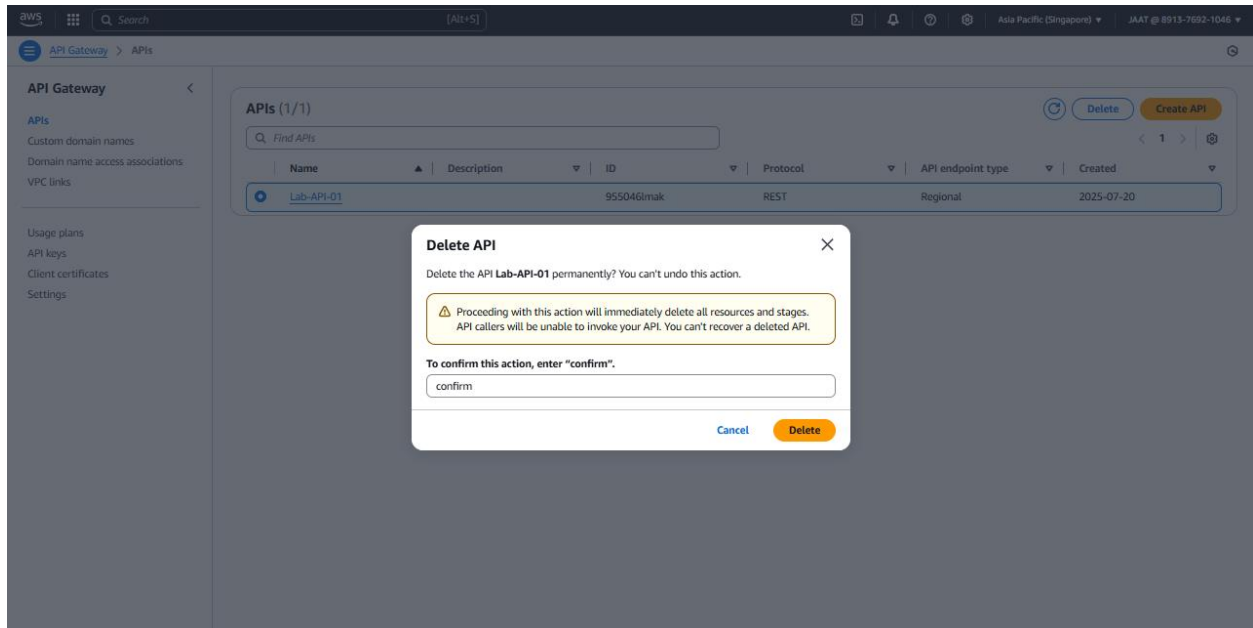 aws
Search
[Alt+S]
Asia Pacific (Singapore)
JAAT @ 8913-7692-1046
API Gateway > APIs
API Gateway
APIs
Custom domain names
Domain name access associations
VPC links
Usage plans
API keys
Client certificates
Settings
APIs (1/1)
Delete
Create API
Find APIs
1
Name
Description
ID
Protocol
API endpoint type
Created
Lab-API-01
955046lmak
REST
Regional
2025-07-20
Delete API
Delete the API Lab-API-01 permanently? You can't undo this action.
Proceeding with this action will immediately delete all resources and stages.
API callers will be unable to invoke your API. You can't recover a deleted API.
To confirm this action, enter "confirm".
confirm
Cancel
Delete